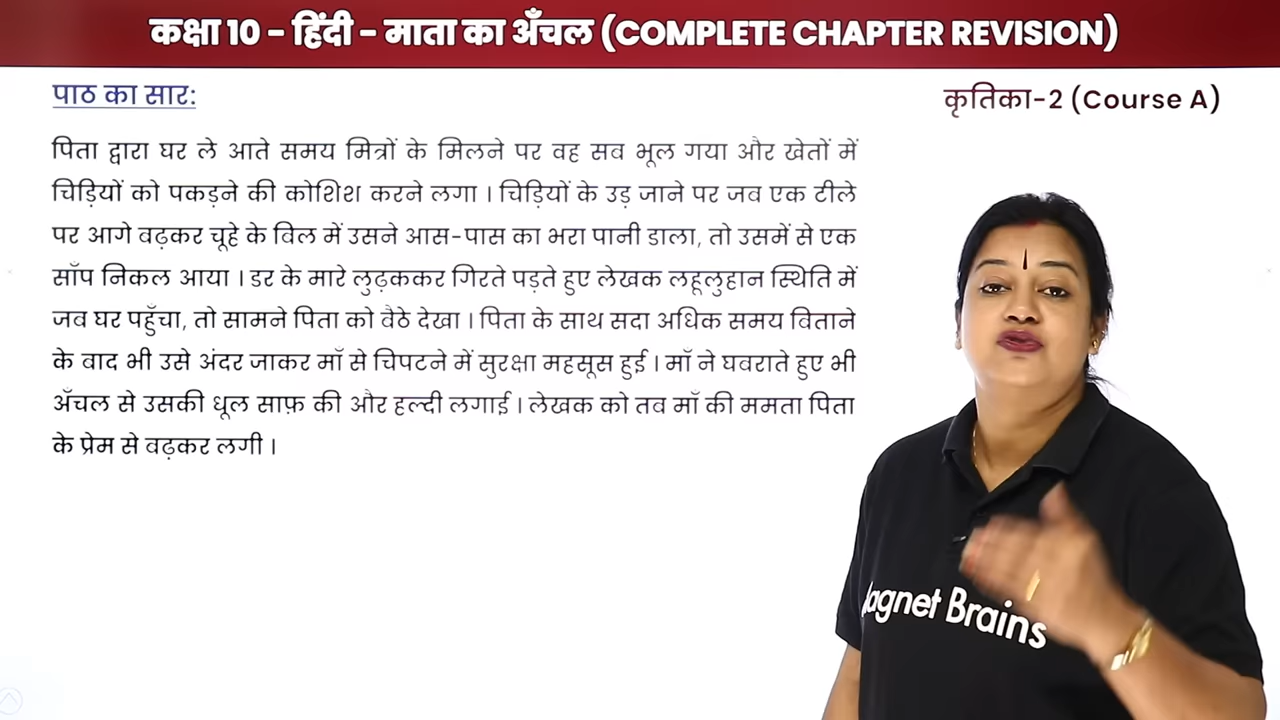 कक्षा 10 - हिंदी - माता का अँचल (COMPLETE CHAPTER REVISION)
पाठ का सार:
कृतिका-2 (Course A)
पिता द्वारा घर ले आते समय मित्रों के मिलने पर वह सब भूल गया और खेतों में
चिड़ियों को पकड़ने की कोशिश करने लगा । चिड़ियों के उड़ जाने पर जब एक टीले
पर आगे बढ़कर चूहे के बिल में उसने आस-पास का भरा पानी डाला, तो उसमें से एक
साँप निकल आया । डर के मारे लुढ़ककर गिरते पड़ते हुए लेखक लहूलुहान स्थिति में
जब घर पहुँचा, तो सामने पिता को बैठे देखा । पिता के साथ सदा अधिक समय बिताने
के बाद भी उसे अंदर जाकर माँ से चिपटने में सुरक्षा महसूस हुई । माँ ने घबराते हुए भी
अँचल से उसकी धूल साफ़ की और हल्दी लगाई । लेखक को तब माँ की ममता पिता
के प्रेम से बढ़कर लगी ।
agnet Brains